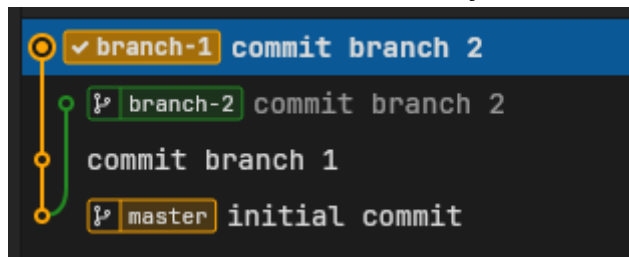 branch-1 commit branch 2
branch-2 commit branch 2
commit branch 1
master initial commit